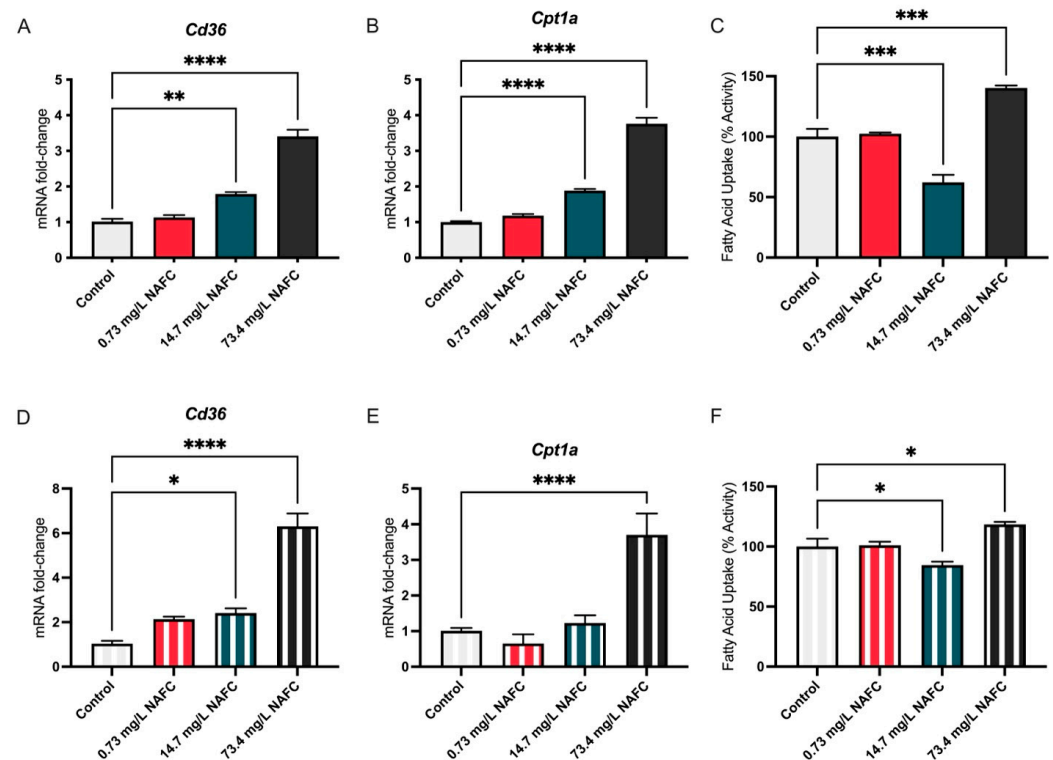 A
Cd36
****
**
mRNA fold-change
5
4
3
2
1
0
Control
0.73 mg/L NAFC
14.7 mg/L NAFC
73.4 mg/L NAFC
B
Cpt1a
****
****
mRNA fold-change
5
4
3
2
1
0
Control
0.73 mg/L NAFC
14.7 mg/L NAFC
73.4 mg/L NAFC
C
***
***
Fatty Acid Uptake (% Activity)
150
100
50
0
Control
0.73 mg/L NAFC
14.7 mg/L NAFC
73.4 mg/L NAFC
D
Cd36
****
*
mRNA fold-change
8
6
4
2
0
Control
0.73 mg/L NAFC
14.7 mg/L NAFC
73.4 mg/L NAFC
E
Cpt1a
****
mRNA fold-change
5
4
3
2
1
0
Control
0.73 mg/L NAFC
14.7 mg/L NAFC
73.4 mg/L NAFC
F
*
*
Fatty Acid Uptake (% Activity)
150
100
50
0
Control
0.73 mg/L NAFC
14.7 mg/L NAFC
73.4 mg/L NAFC